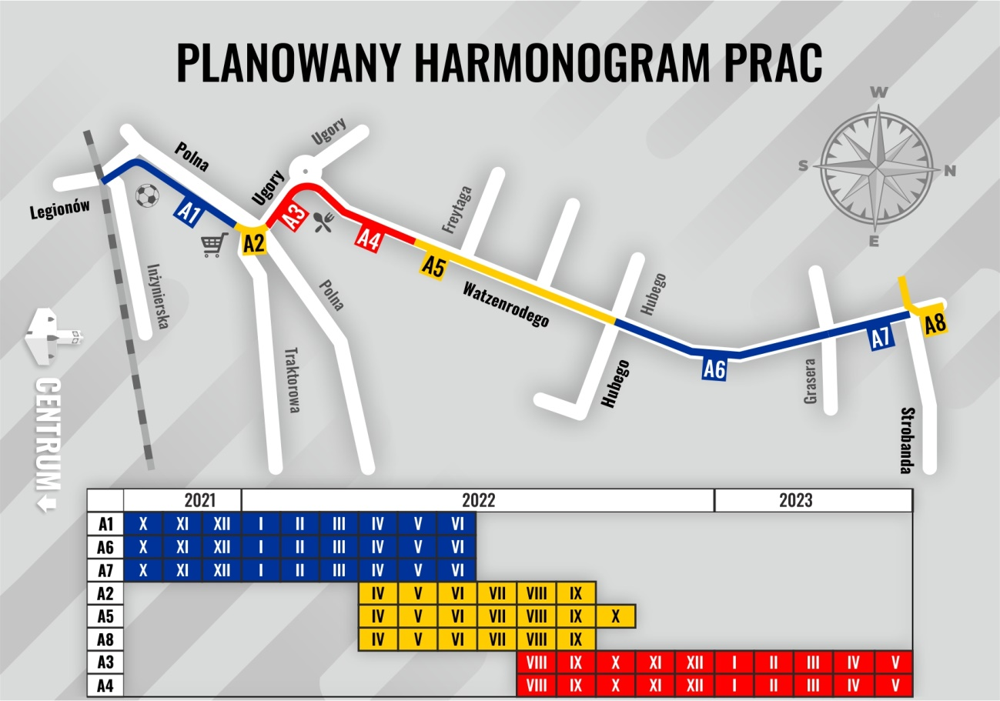 PLANOWANY HARMONOGRAM PRAC
W
S
N
E
Legionów
Polna
Ugory
Ugory
A1
A2
A3
A4
A5
A6
A7
A8
Inżynierska
Traktorowa
Polna
Freytaga
Watzenrodego
Hubego
Hubego
Grasera
Strobanda
CENTRUM
2021 2022 2023
A1 X XI XII I II III IV V VI
A6 X XI XII I II III IV V VI
A7 X XI XII I II III IV V VI
A2 IV V VI VII VIII IX
A5 IV V VI VII VIII IX X
A8 IV V VI VII VIII IX
A3 VIII IX X XI XII I II III IV V
A4 VIII IX X XI XII I II III IV V